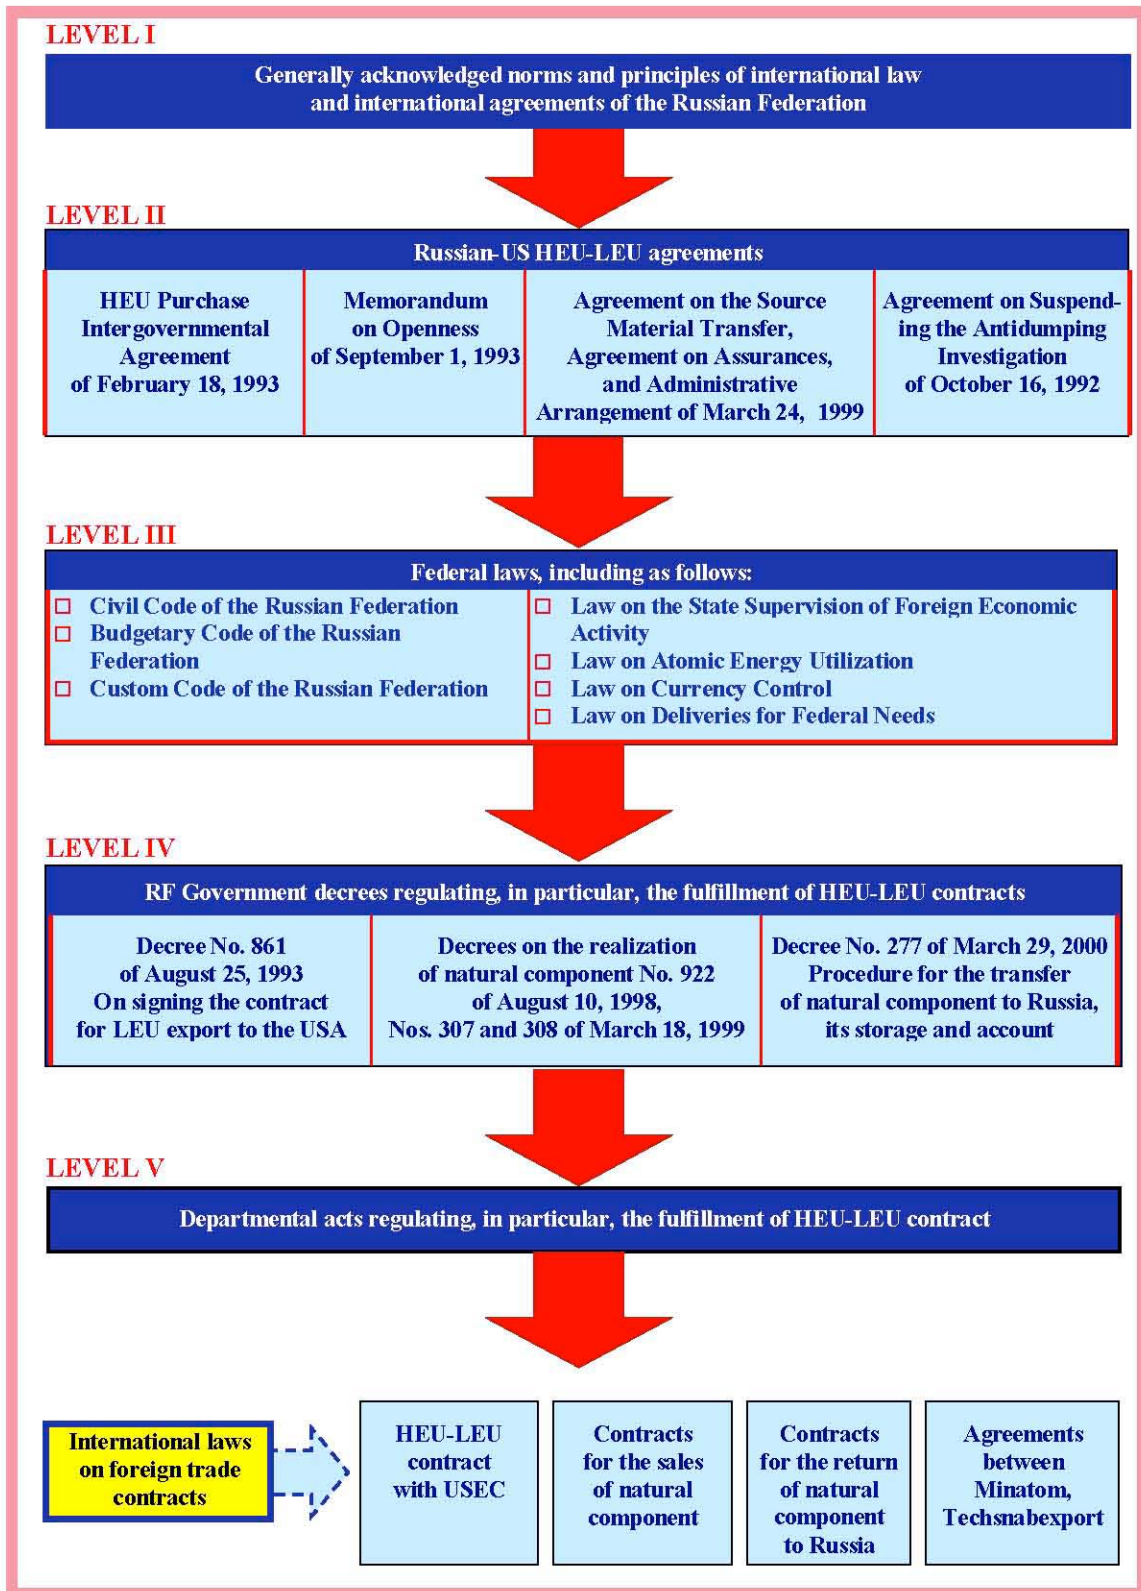 LEVEL I
Generally acknowledged norms and principles of international law
and international agreements of the Russian Federation
LEVEL II
Russian-US HEU-LEU agreements
HEU Purchase
Intergovernmental
Agreement
of February 18, 1993
Memorandum
on Openness
of September 1, 1993
Agreement on the Source
Material Transfer,
Agreement on Assurances,
and Administrative
Arrangement of March 24, 1999
Agreement on Suspend-
ing the Antidumping
Investigation
of October 16, 1992
LEVEL III
Federal laws, including as follows:
Civil Code of the Russian Federation
Budgetary Code of the Russian
Federation
Custom Code of the Russian Federation
Law on the State Supervision of Foreign Economic
Activity
Law on Atomic Energy Utilization
Law on Currency Control
Law on Deliveries for Federal Needs
LEVEL IV
RF Government decrees regulating, in particular, the fulfillment of HEU-LEU contracts
Decree No. 861
of August 25, 1993
On signing the contract
for LEU export to the USA
Decrees on the realization
of natural component No. 922
of August 10, 1998,
Nos. 307 and 308 of March 18, 1999
Decree No. 277 of March 29, 2000
Procedure for the transfer
of natural component to Russia,
its storage and account
LEVEL V
Departmental acts regulating, in particular, the fulfillment of HEU-LEU contract
International laws
on foreign trade
contracts
HEU-LEU
contract
with USEC
Contracts
for the sales
of natural
component
Contracts
for the return
of natural
component
to Russia
Agreements
between
Minatom,
Techsnabexport